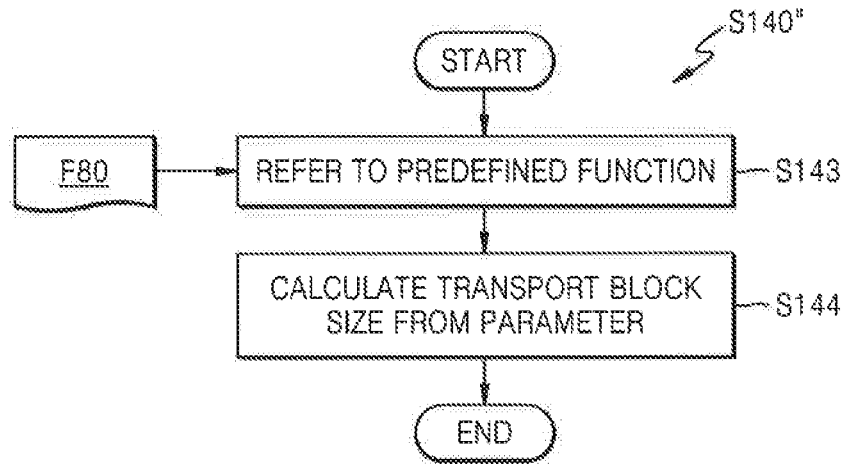 S140"
START
F80
REFER TO PREDEFINED FUNCTION
S143
CALCULATE TRANSPORT BLOCK
SIZE FROM PARAMETER
S144
END